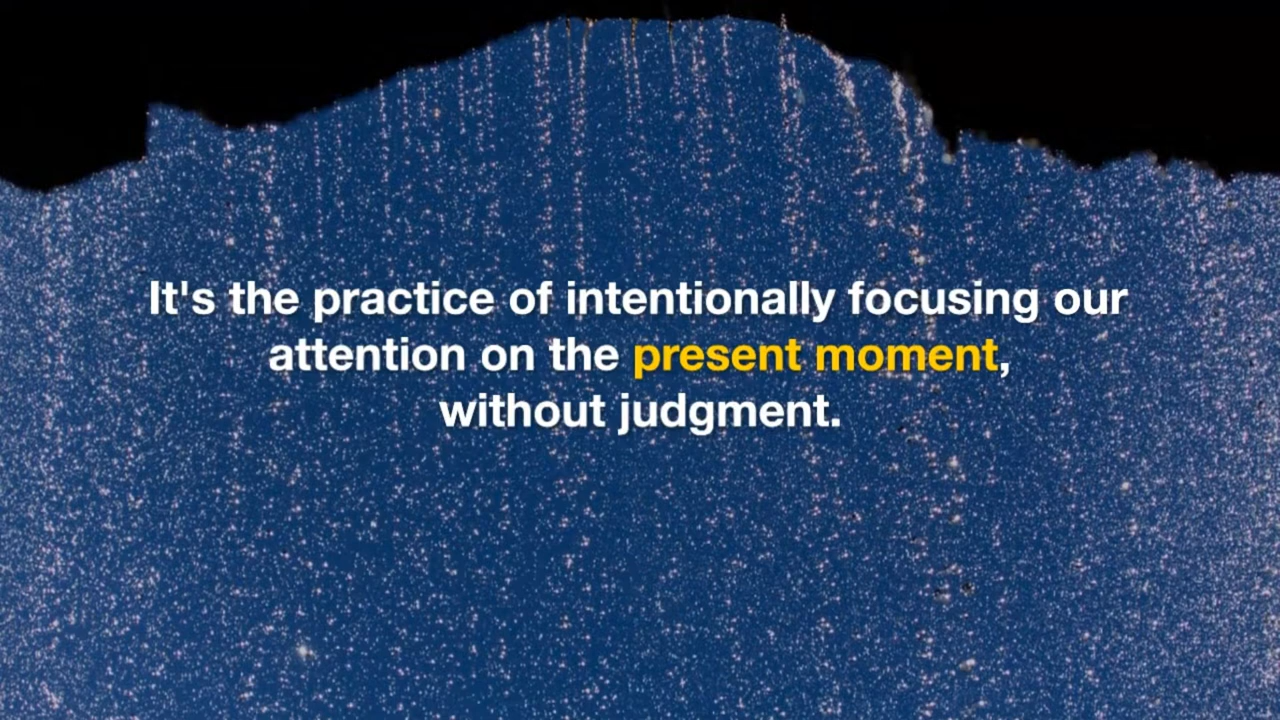 It's the practice of intentionally focusing our
attention on the present moment,
without judgment.